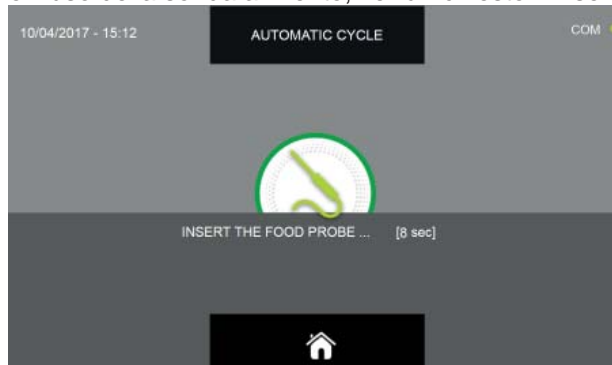 10/04/2017 - 15:12
AUTOMATIC CYCLE
COM
INSERT THE FOOD PROBE ... [8 sec]